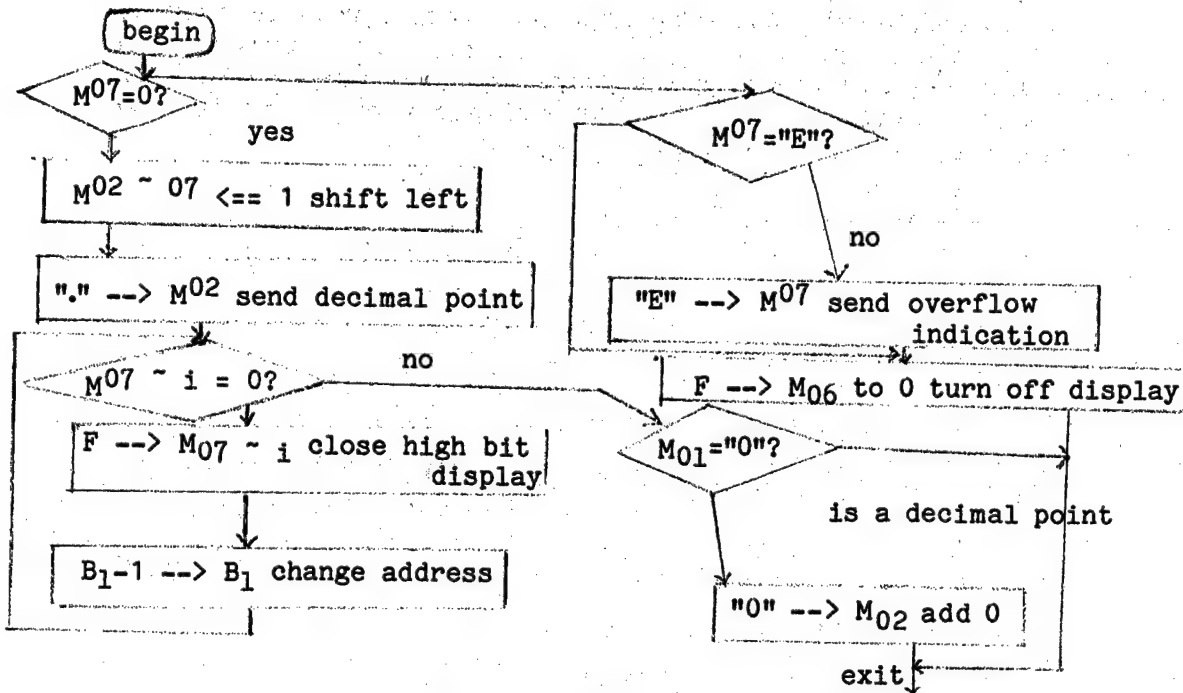 begin
M07=0?
yes
M02 ~ 07 <== 1 shift left
"." --> M02 send decimal point
M07 ~ i = 0?
no
F --> M07 ~ i close high bit
display
B1-1 --> B1 change address
M07="E"?
no
"E" --> M07 send overflow
indication
F --> M06 to 0 turn off display
M01="0"?
is a decimal point
"0" --> M02 add 0
exit